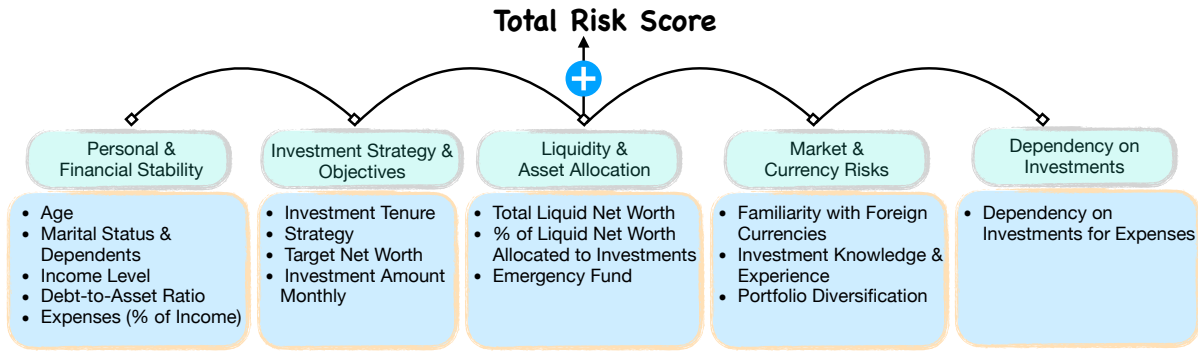 Total Risk Score
Personal &
Financial Stability
• Age
• Marital Status &
Dependents
• Income Level
• Debt-to-Asset Ratio
• Expenses (% of Income)
Investment Strategy &
Objectives
• Investment Tenure
• Strategy
• Target Net Worth
• Investment Amount
Monthly
Liquidity &
Asset Allocation
• Total Liquid Net Worth
• % of Liquid Net Worth
Allocated to Investments
• Emergency Fund
Market &
Currency Risks
• Familiarity with Foreign
Currencies
• Investment Knowledge &
Experience
• Portfolio Diversification
Dependency on
Investments
• Dependency on
Investments for Expenses